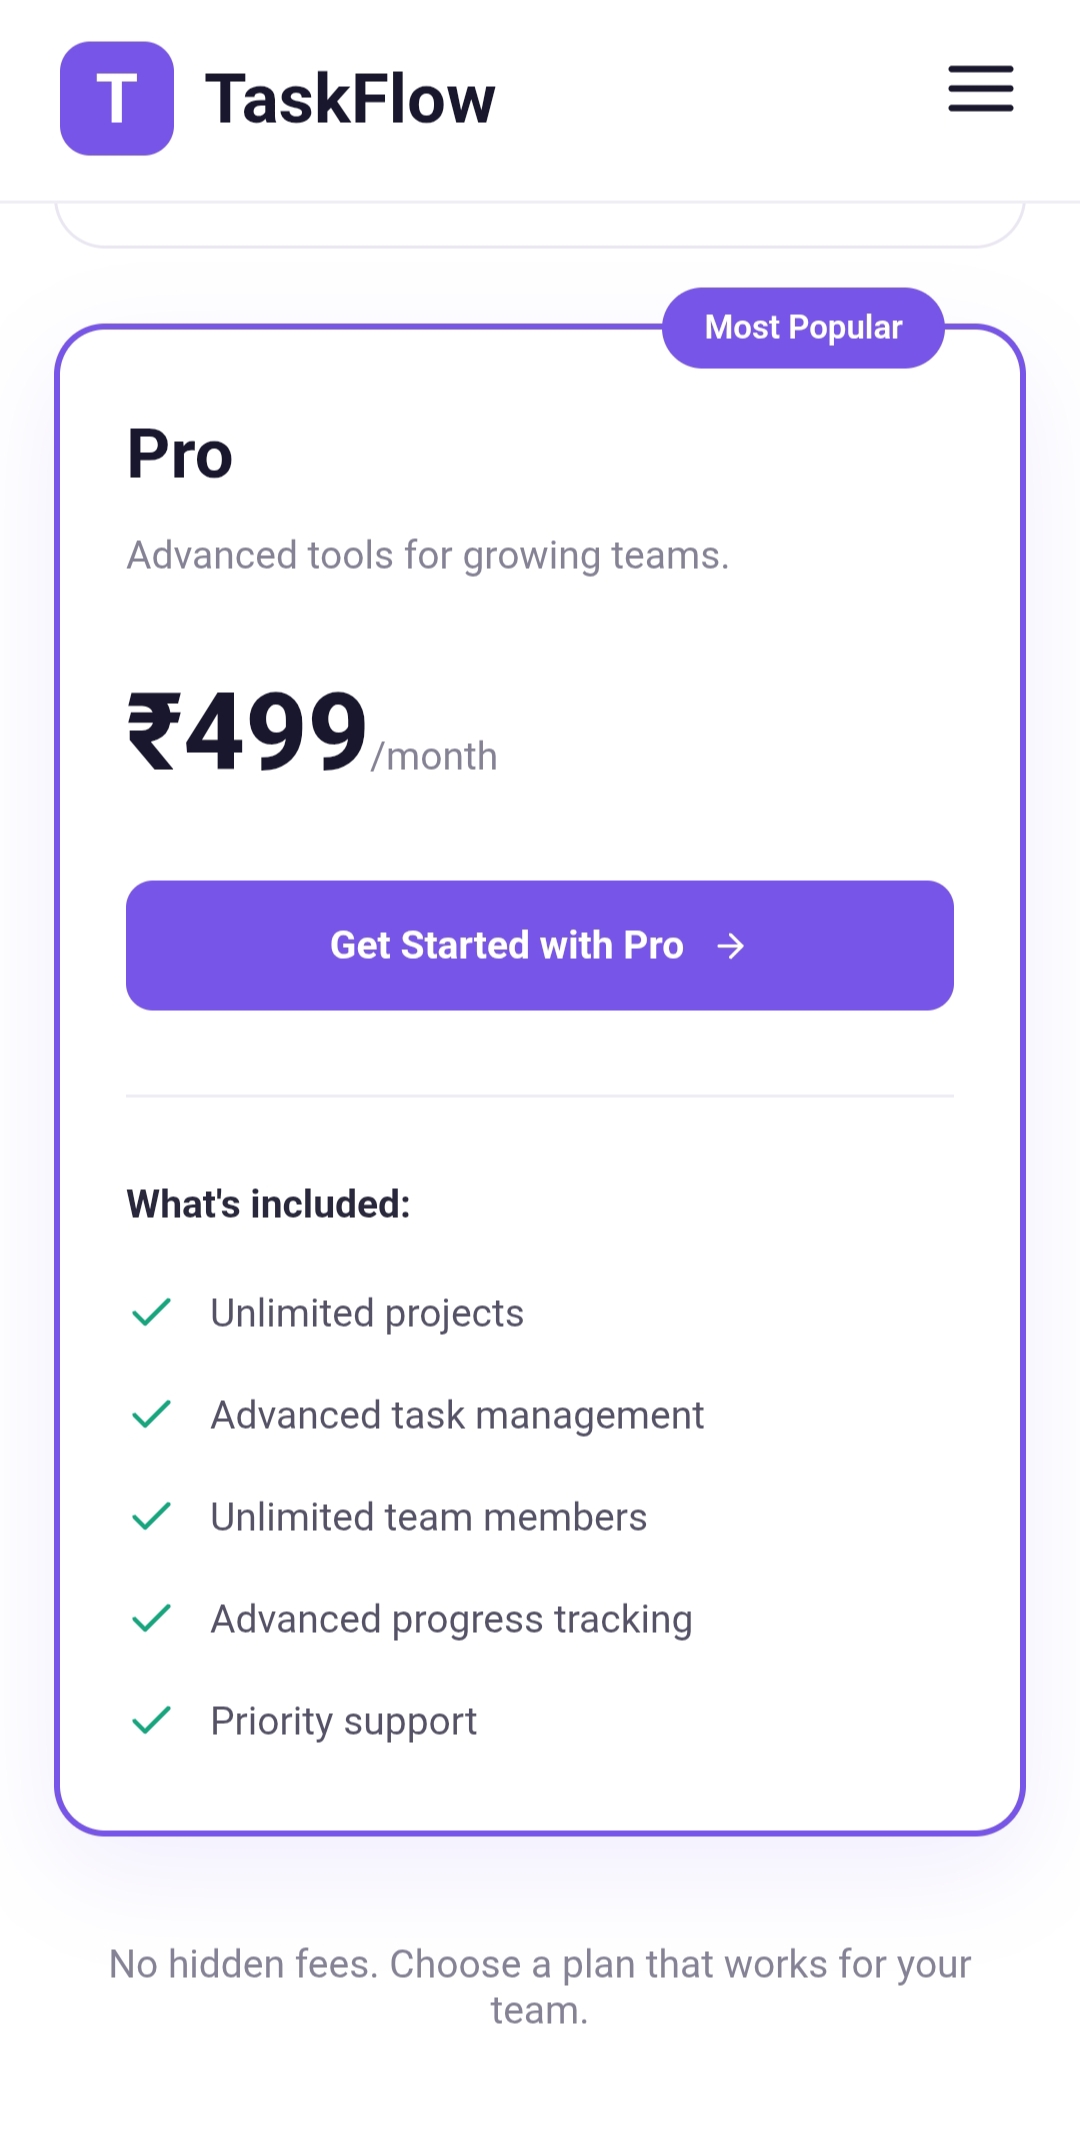 T TaskFlow
Most Popular
Pro
Advanced tools for growing teams.
₹499/month
Get Started with Pro →
What's included:
Unlimited projects
Advanced task management
Unlimited team members
Advanced progress tracking
Priority support
No hidden fees. Choose a plan that works for your
team.